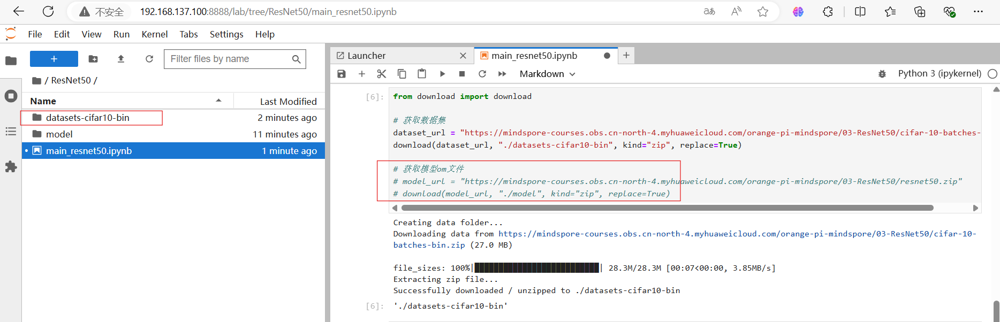 不安全
192.168.137.100:8888/lab/tree/ResNet50/main_resnet50.ipynb
File Edit View Run Kernel Tabs Settings Help
Filter files by name
/ ResNet50 /
Name Last Modified
datasets-cifar10-bin 2 minutes ago
model 11 minutes ago
main_resnet50.ipynb 1 minute ago
Launcher
main_resnet50.ipynb
Markdown
Python 3 (ipykernel)
[6]: from download import download
# 获取数据集
dataset_url = "https://mindspore-courses.obs.cn-north-4.myhuaweicloud.com/orange-pi-mindspore/03-ResNet50/cifar-10-batches-
download(dataset_url, "./datasets-cifar10-bin", kind="zip", replace=True)
# 获取模型om文件
# model_url = "https://mindspore-courses.obs.cn-north-4.myhuaweicloud.com/orange-pi-mindspore/03-ResNet50/resnet50.zip"
# download(model_url, "./model", kind="zip", replace=True)
Creating data folder...
Downloading data from https://mindspore-courses.obs.cn-north-4.myhuaweicloud.com/orange-pi-mindspore/03-ResNet50/cifar-10-
batches-bin.zip (27.0 MB)
file_sizes: 100%|██████████████████████████| 28.3M/28.3M [00:07<00:00, 3.85MB/s]
Extracting zip file...
Successfully downloaded / unzipped to ./datasets-cifar10-bin
[6]: './datasets-cifar10-bin'